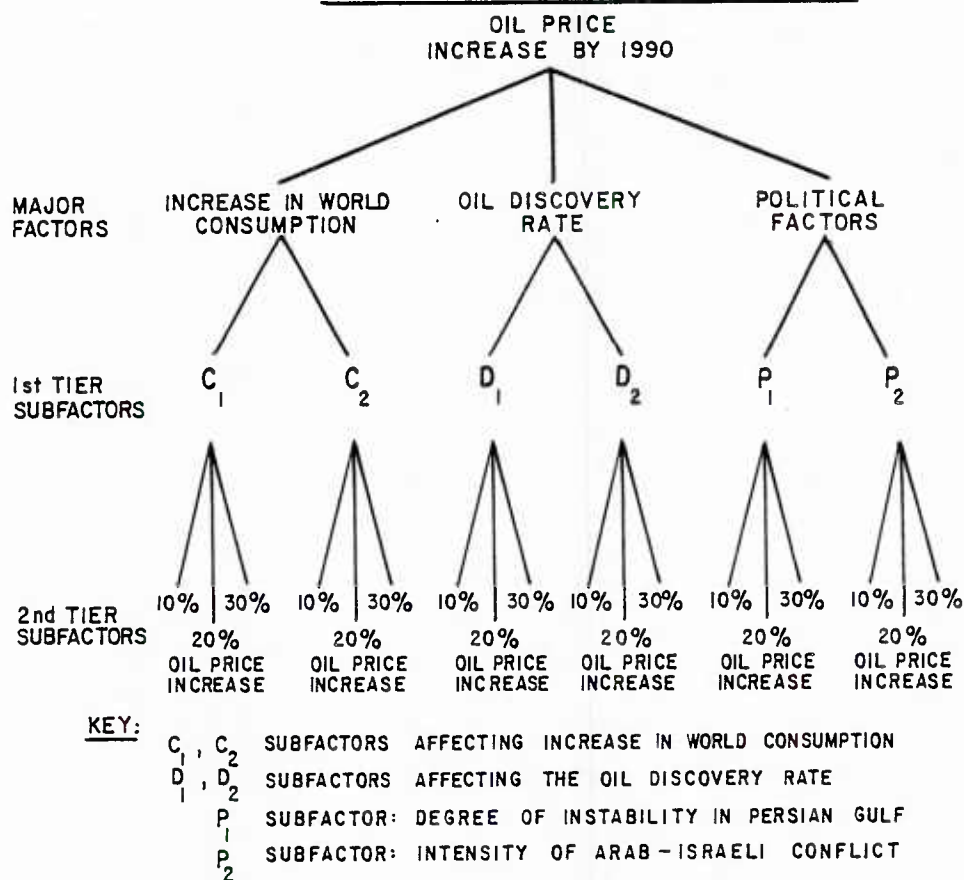 OIL PRICE
INCREASE BY 1990
MAJOR
FACTORS
INCREASE IN WORLD
CONSUMPTION
OIL DISCOVERY
RATE
POLITICAL
FACTORS
1st TIER
SUBFACTORS
C1 C2 D1 D2 P1 P2
2nd TIER
SUBFACTORS
10% 30% 10% 30% 10% 30% 10% 30% 10% 30% 10% 30%
20% 20% 20% 20% 20% 20%
OIL PRICE OIL PRICE OIL PRICE OIL PRICE OIL PRICE OIL PRICE
INCREASE INCREASE INCREASE INCREASE INCREASE INCREASE
KEY:
C1, C2 SUBFACTORS AFFECTING INCREASE IN WORLD CONSUMPTION
D1, D2 SUBFACTORS AFFECTING THE OIL DISCOVERY RATE
P1 SUBFACTOR: DEGREE OF INSTABILITY IN PERSIAN GULF
P2 SUBFACTOR: INTENSITY OF ARAB-ISRAELI CONFLICT